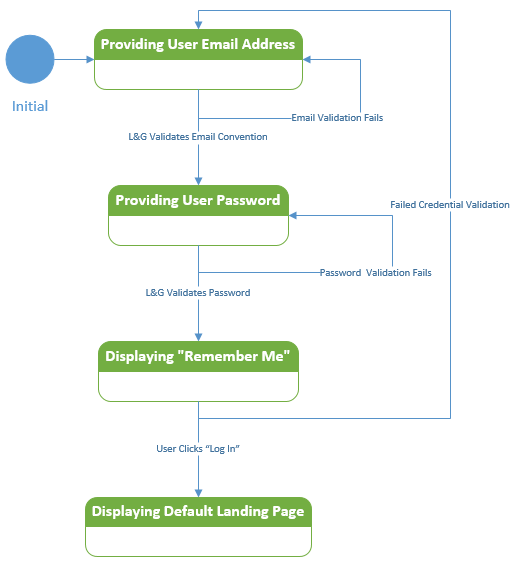 Providing User Email Address
Initial
Email Validation Fails
L&G Validates Email Convention
Providing User Password
Failed Credential Validation
Password Validation Fails
L&G Validates Password
Displaying "Remember Me"
User Clicks “Log In”
Displaying Default Landing Page